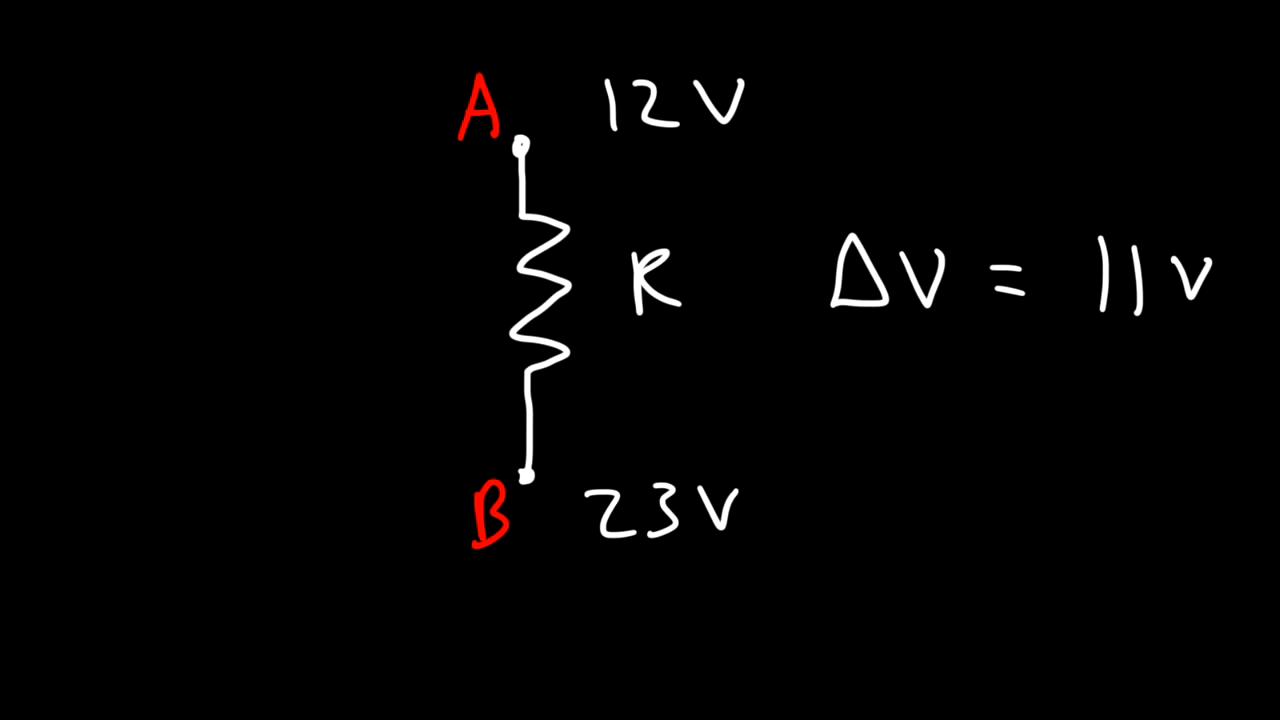 A 12V
R ΔV = 11V
B 23V